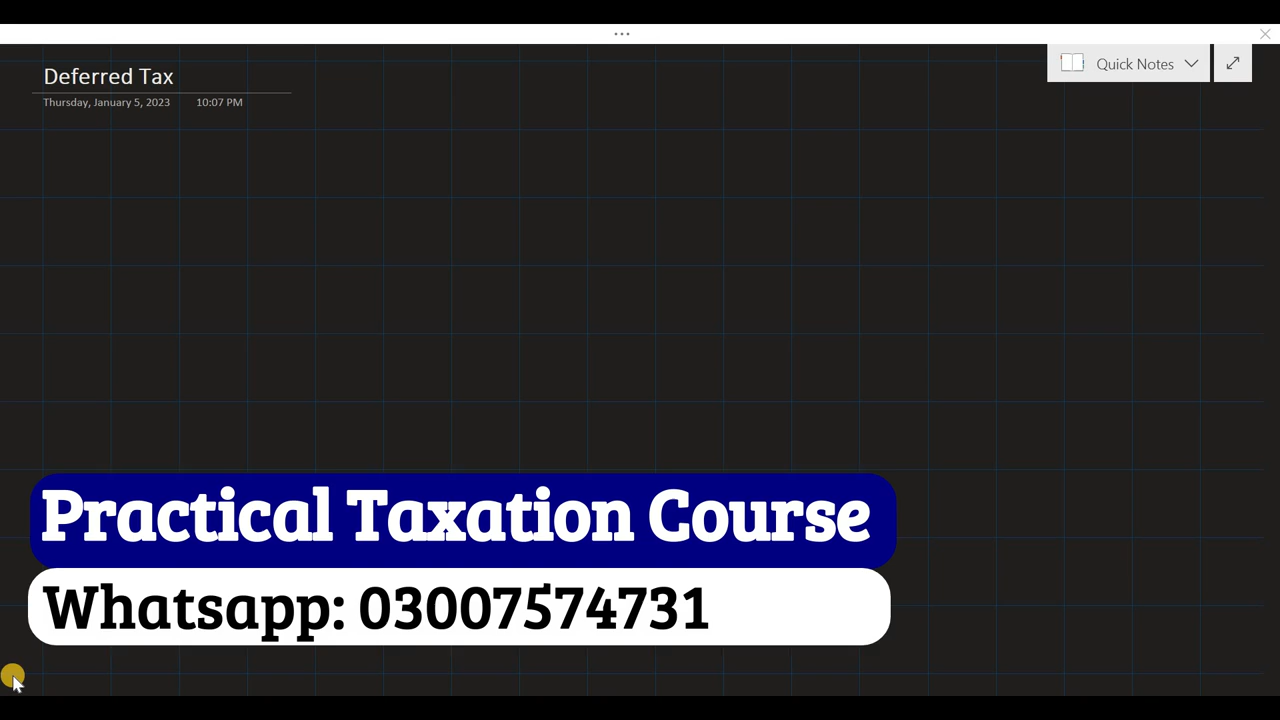 Quick Notes
Deferred Tax
Thursday, January 5, 2023 10:07 PM
Practical Taxation Course
Whatsapp: 03007574731